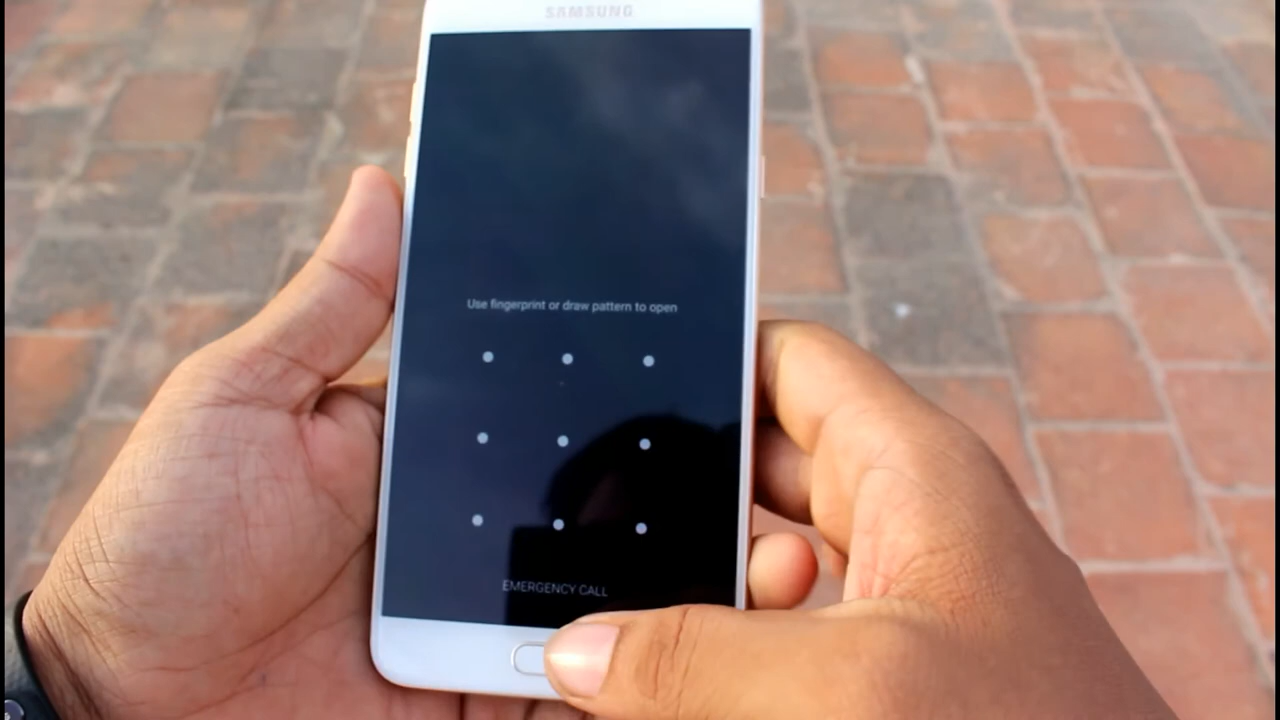 SAMSUNG
Use fingerprint or draw pattern to open
EMERGENCY CALL